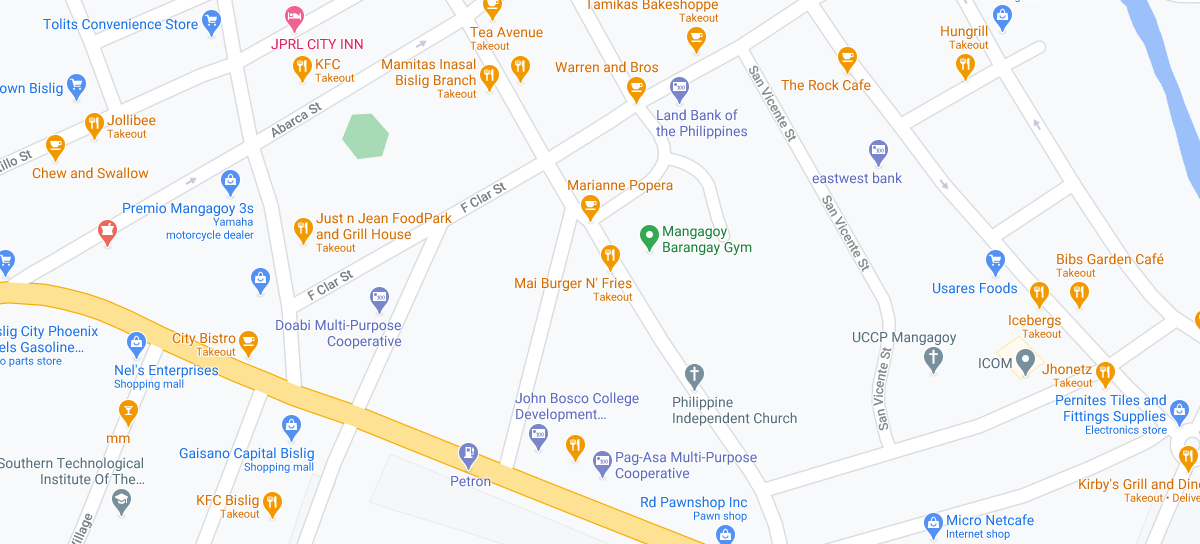 Tamikas Bakeshoppe
Takeout
Tolits Convenience Store
JPRL CITY INN
Tea Avenue
Takeout
Hungrill
Takeout
KFC
Takeout
Mamitas Inasal
Bislig Branch
Takeout
Warren and Bros
The Rock Cafe
San Vicente St
own Bislig
Abarca St
Land Bank of
the Philippines
Jollibee
Takeout
illo St
Chew and Swallow
eastwest bank
Marianne Popera
F Clar St
Premio Mangagoy 3s
Yamaha
motorcycle dealer
Just n Jean FoodPark
and Grill House
Takeout
San Vicente St
Mangagoy
Barangay Gym
Bibs Garden Café
Takeout
F Clar St
Mai Burger N' Fries
Takeout
Usares Foods
Icebergs
Takeout
slig City Phoenix
els Gasoline...
o parts store
City Bistro
Takeout
Doabi Multi-Purpose
Cooperative
UCCP Mangagoy
ICOM
Jhonetz
Takeout
Nel's Enterprises
Shopping mall
San Vicente St
John Bosco College
Development...
Philippine
Independent Church
Pernites Tiles and
Fittings Supplies
Electronics store
mm
Gaisano Capital Bislig
Shopping mall
Southern Technological
Institute Of The...
Petron
Pag-Asa Multi-Purpose
Cooperative
Kirby's Grill and Dine
Takeout • Delive
KFC Bislig
Takeout
Rd Pawnshop Inc
Pawn shop
Micro Netcafe
Internet shop
Village